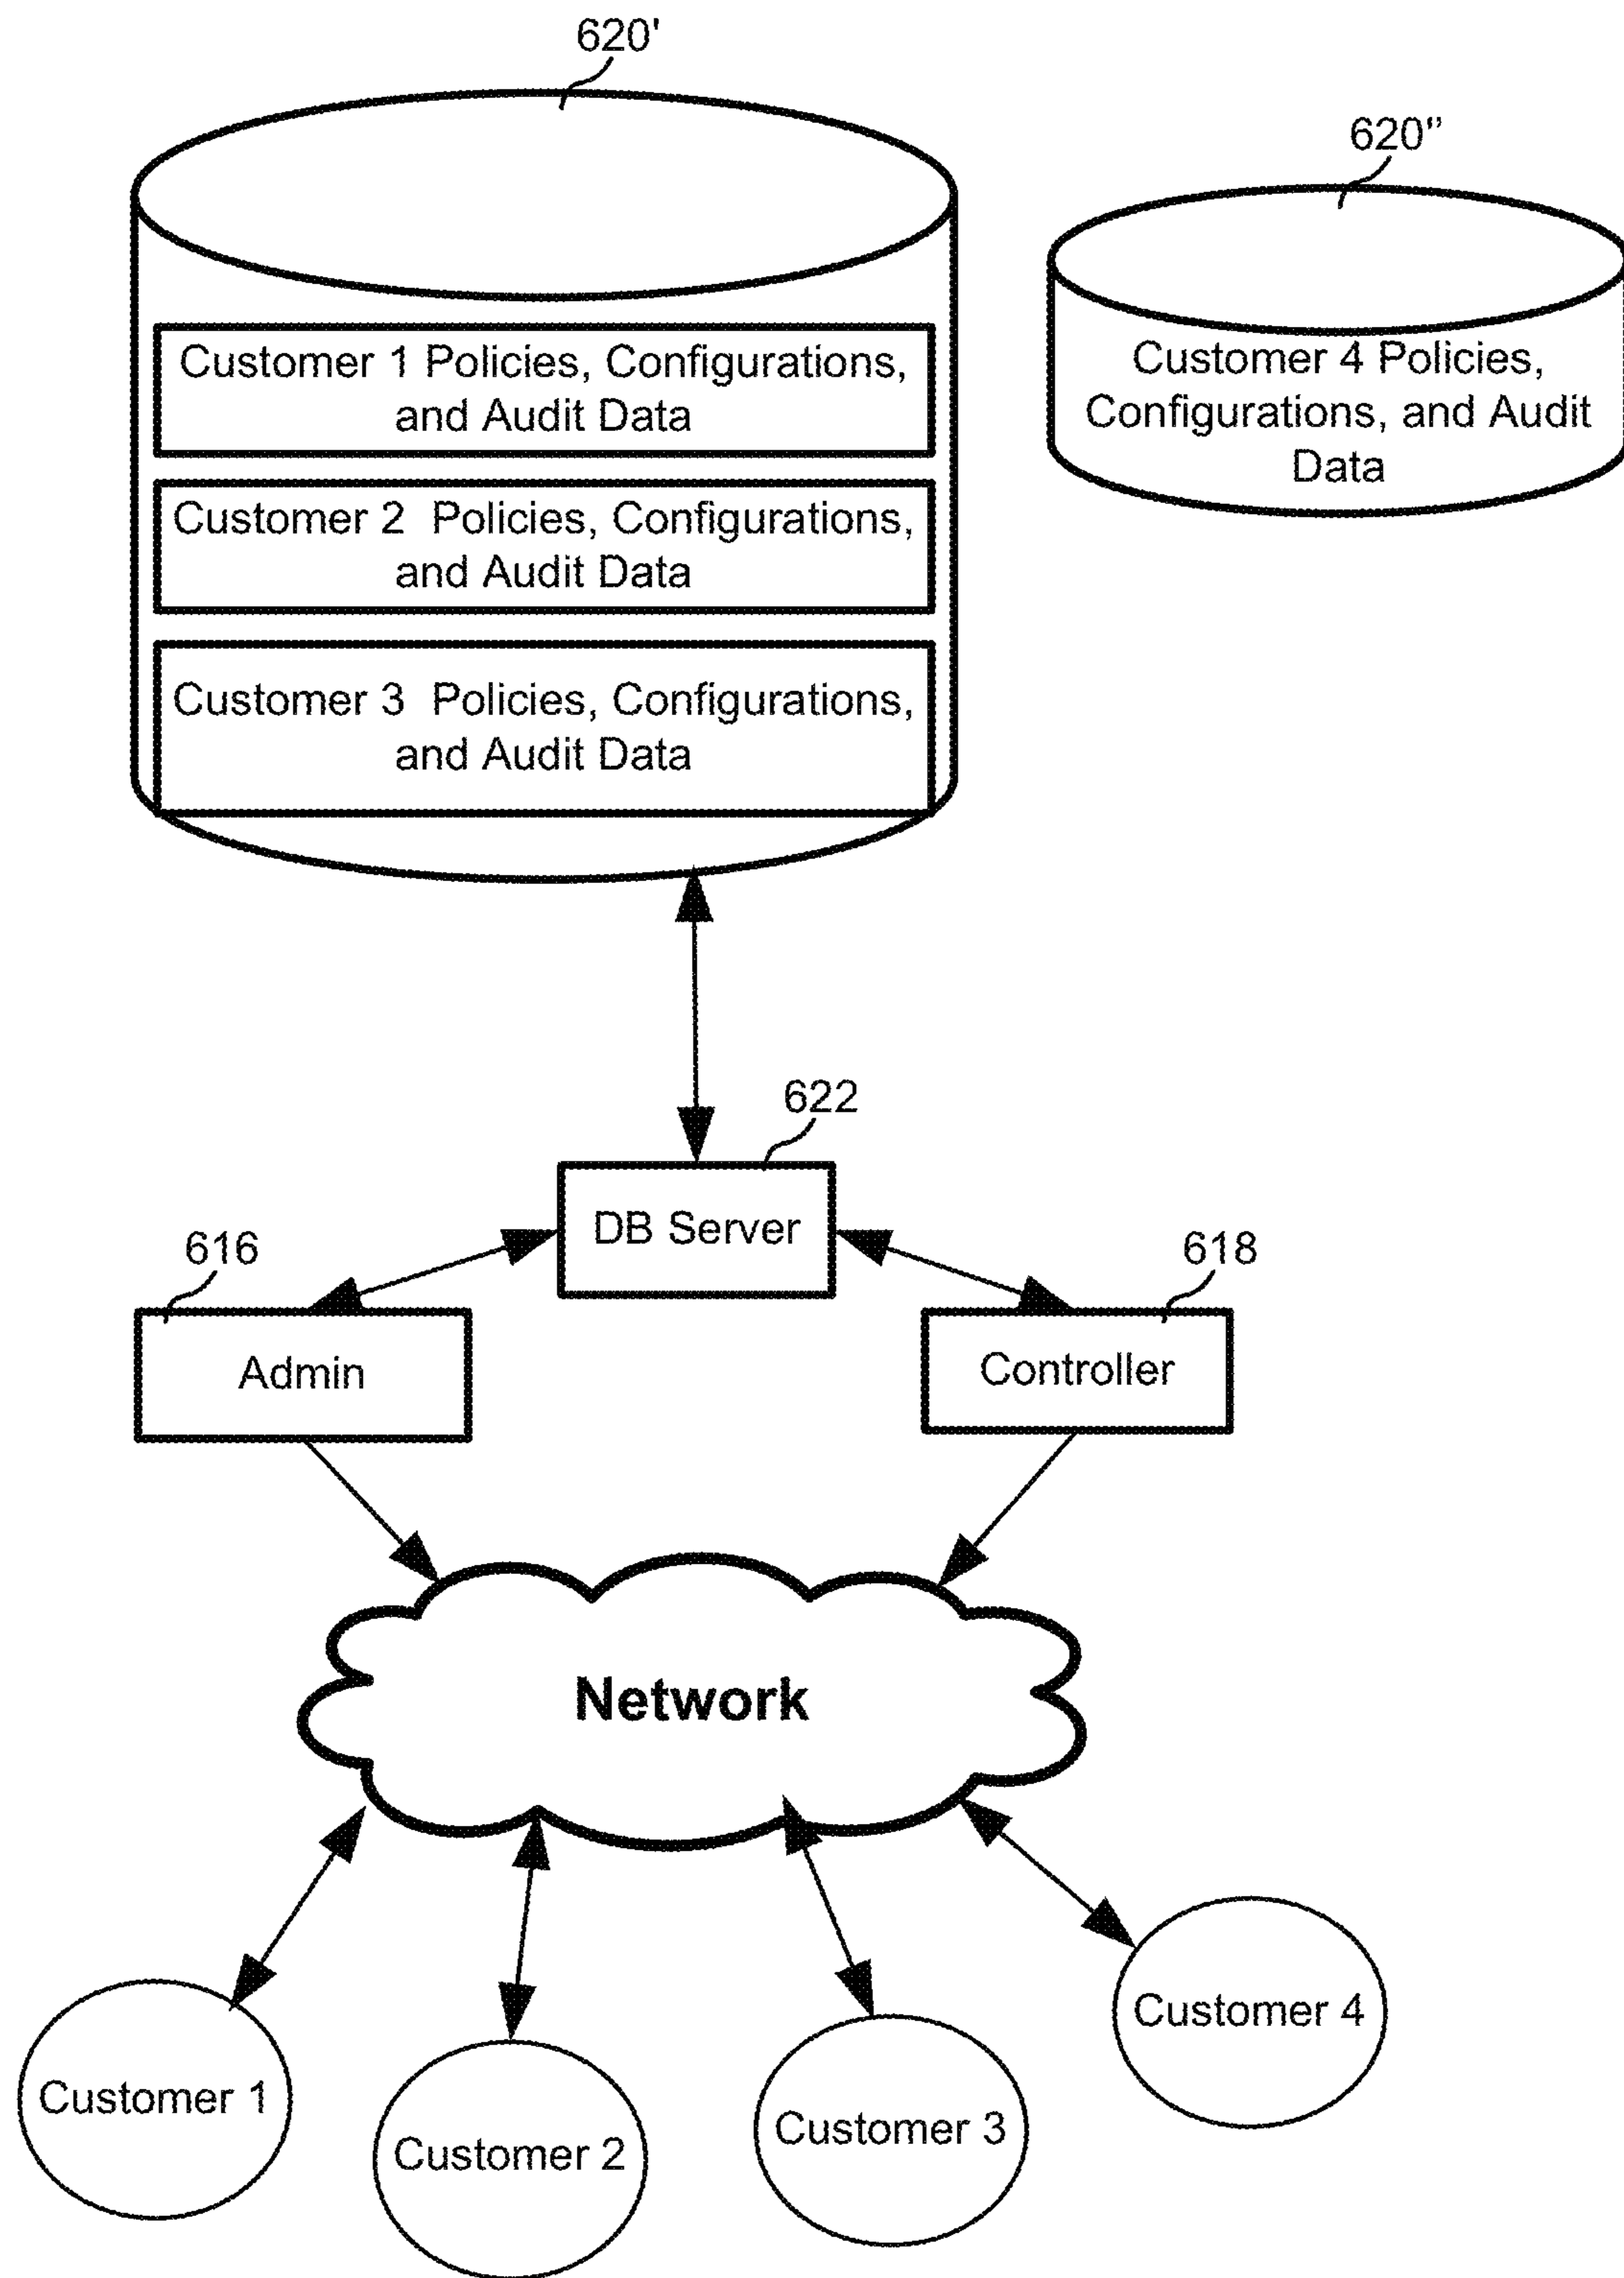 620'
620"
Customer 1 Policies, Configurations,
and Audit Data
Customer 4 Policies,
Configurations, and Audit
Data
Customer 2 Policies, Configurations,
and Audit Data
Customer 3 Policies, Configurations,
and Audit Data
622
DB Server
616
618
Admin
Controller
Network
Customer 1
Customer 2
Customer 3
Customer 4